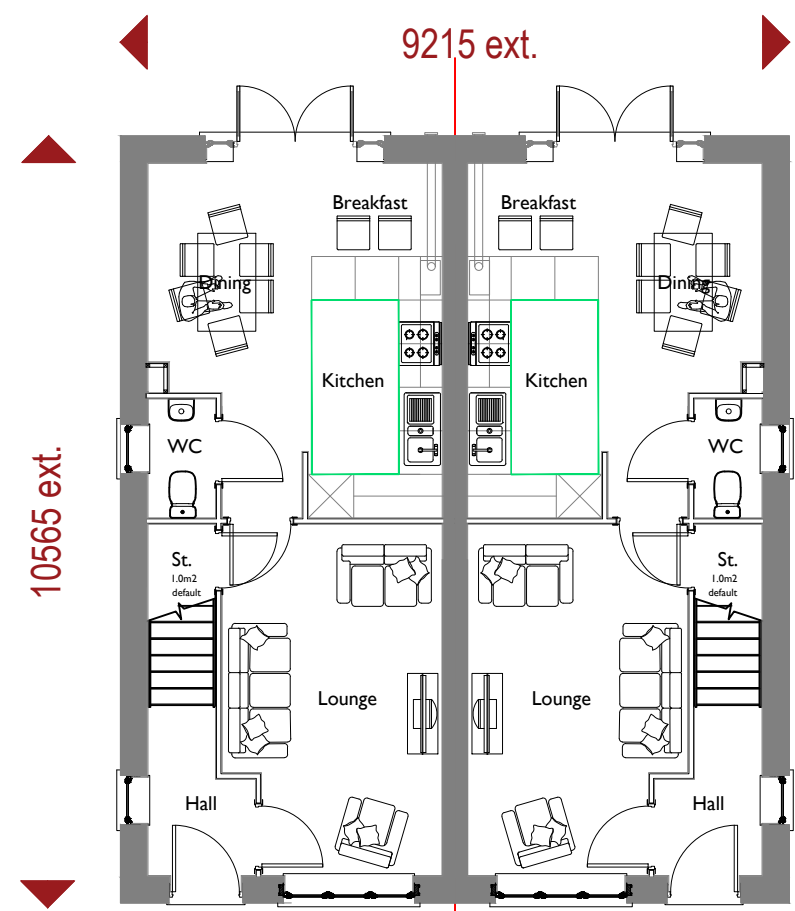 9215 ext.
10565 ext.
Breakfast
Breakfast
Dining
Dining
Kitchen
Kitchen
WC
WC
St.
1.0m2
default
St.
1.0m2
default
Lounge
Lounge
Hall
Hall